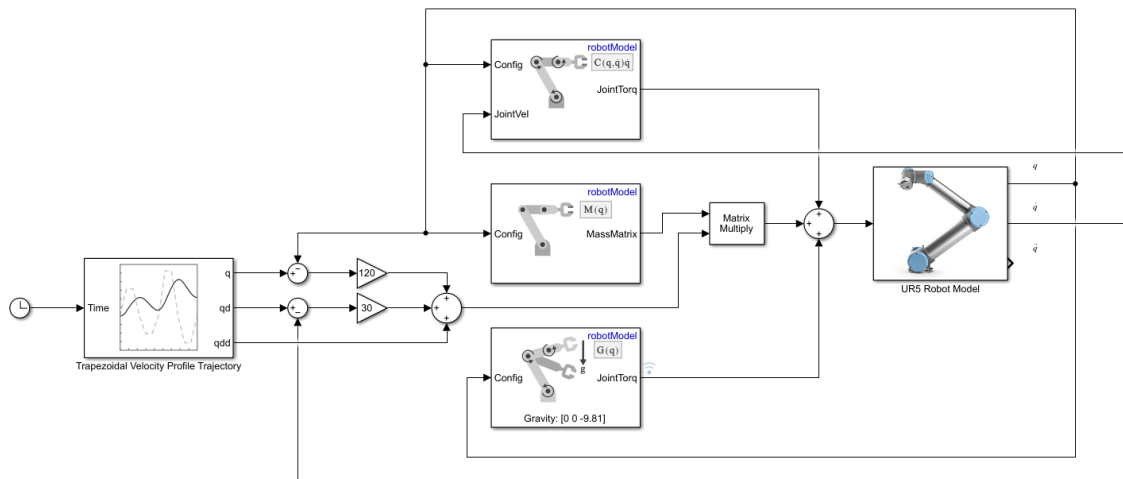 robotModel
Config
C(q,q̇)q̇
JointTorq
JointVel
q
robotModel
M(q)
Matrix
Multiply
q̇
Config
MassMatrix
q̈
q
120
UR5 Robot Model
Time
qd
30
qdd
robotModel
G(q)
Trapezoidal Velocity Profile Trajectory
g
Config
JointTorq
Gravity: [0 0 -9.81]